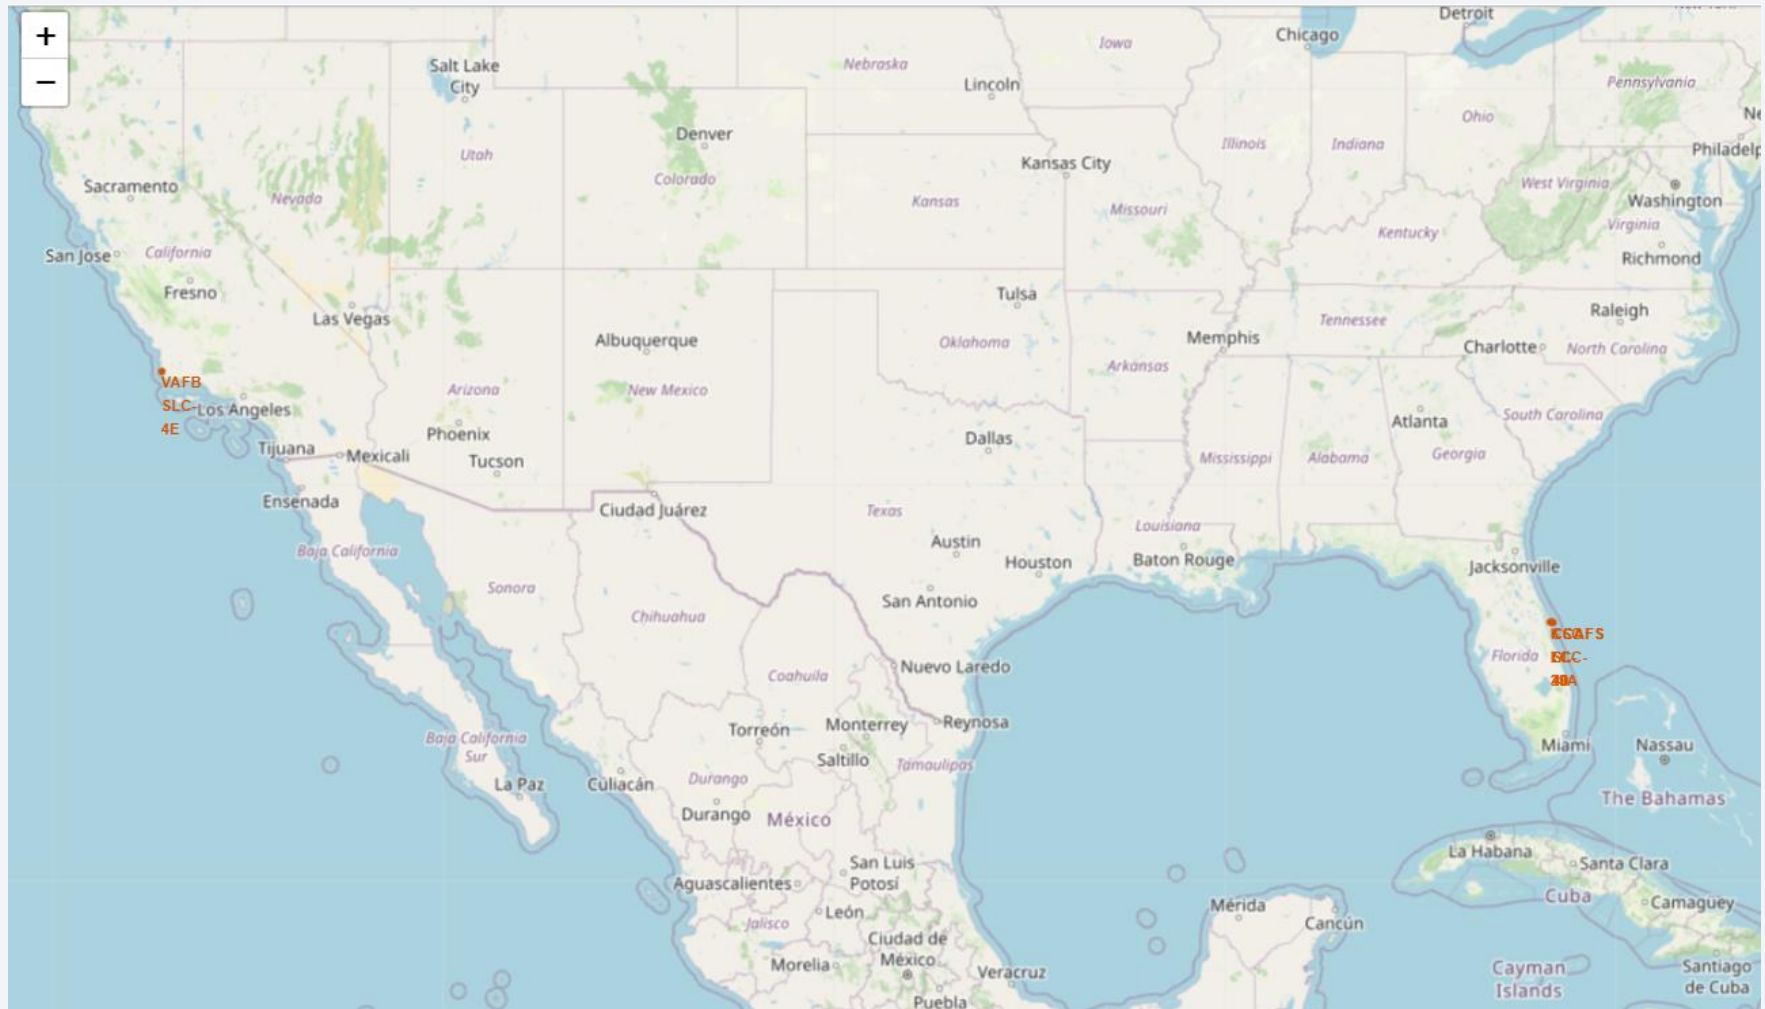 +
−
Detroit
Chicago
Iowa
Salt Lake
City
Nebraska
Lincoln
Pennsylvania
Ohio
Denver
Utah
Illinois
Indiana
Philadelp
Kansas City
Colorado
Sacramento
Nevada
West Virginia
Washington
Kansas
Missouri
Virginia
Kentucky
San Jose
California
Richmond
Fresno
Tulsa
Las Vegas
Raleigh
Tennessee
Albuquerque
Oklahoma
Memphis
Charlotte
North Carolina
Arkansas
VAFB
SLC-
4E
Los Angeles
Arizona
New Mexico
South Carolina
Atlanta
Phoenix
Dallas
Tijuana
Mexicali
Tucson
Mississippi
Alabama
Georgia
Ensenada
Ciudad Juárez
Texas
Louisiana
Baja California
Austin
Houston
Baton Rouge
Jacksonville
Sonora
San Antonio
Chihuahua
Florida
Nuevo Laredo
Coahuila
Torreón
Monterrey
Reynosa
Baja California
Sur
Saltillo
Tamaulipas
Miami
Nassau
La Paz
Culiacán
Durango
Durango
México
The Bahamas
La Habana
Santa Clara
San Luis
Potosí
Aguascalientes
Cuba
Camagüey
León
Mérida
Cancún
Jalisco
Ciudad de
México
Morelia
Veracruz
Puebla
Cayman
Islands
Santiago
de Cuba